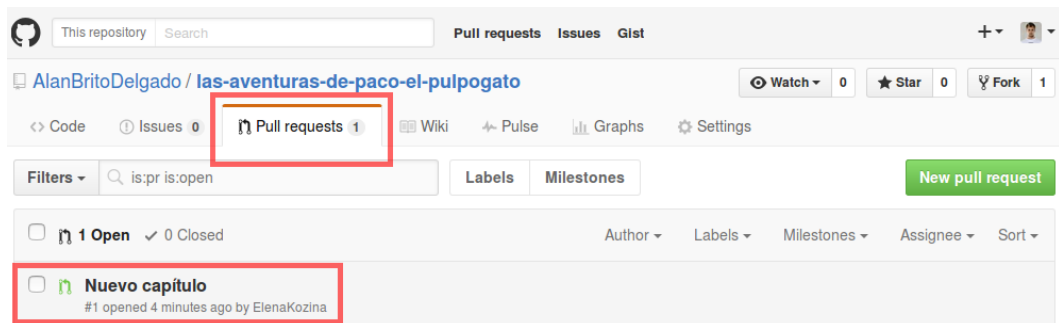 This repository Search Pull requests Issues Gist
AlanBritoDelgado / las-aventuras-de-paco-el-pulpogato Watch 0 Star 0 Fork 1
Code Issues 0 Pull requests 1 Wiki Pulse Graphs Settings
Filters is:pr is:open Labels Milestones New pull request
1 Open 0 Closed Author Labels Milestones Assignee Sort
Nuevo capítulo
#1 opened 4 minutes ago by ElenaKozina